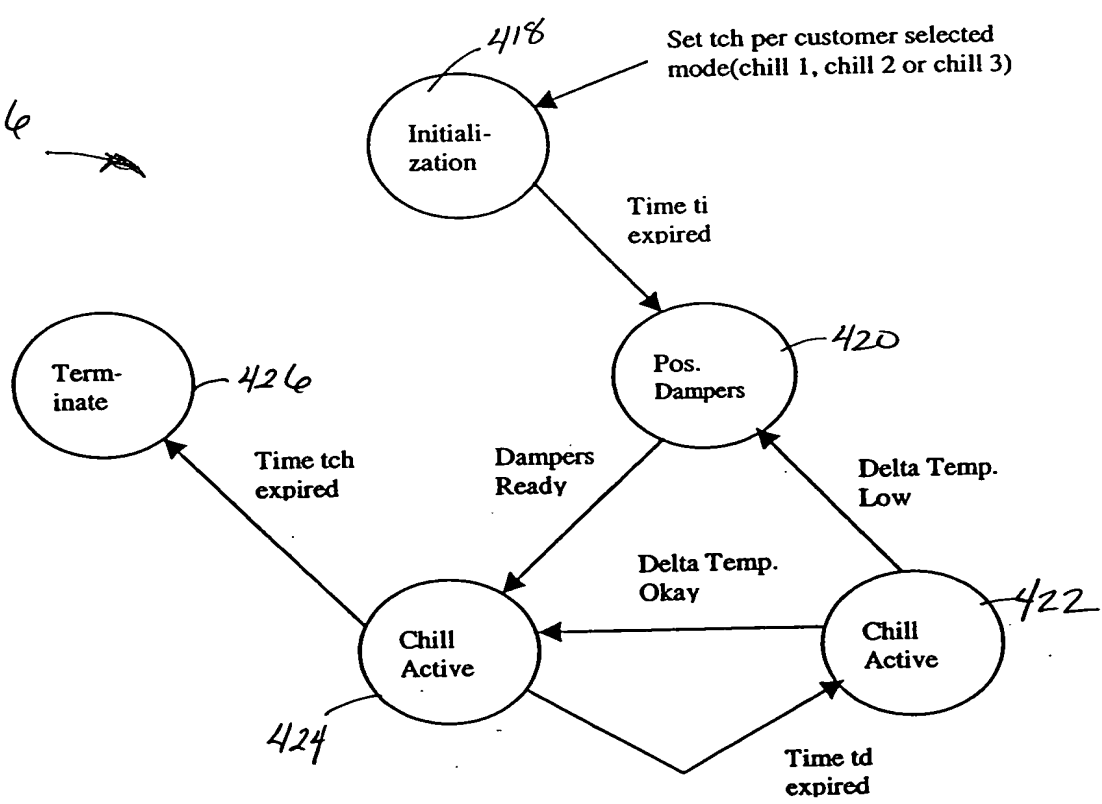 418
Set tch per customer selected
mode(chill 1, chill 2 or chill 3)
6
Initiali-
zation
Time ti
expired
420
Pos.
Dampers
Term-
inate
426
Time tch
expired
Dampers
Ready
Delta Temp.
Low
Delta Temp.
Okay
422
Chill
Active
Chill
Active
424
Time td
expired